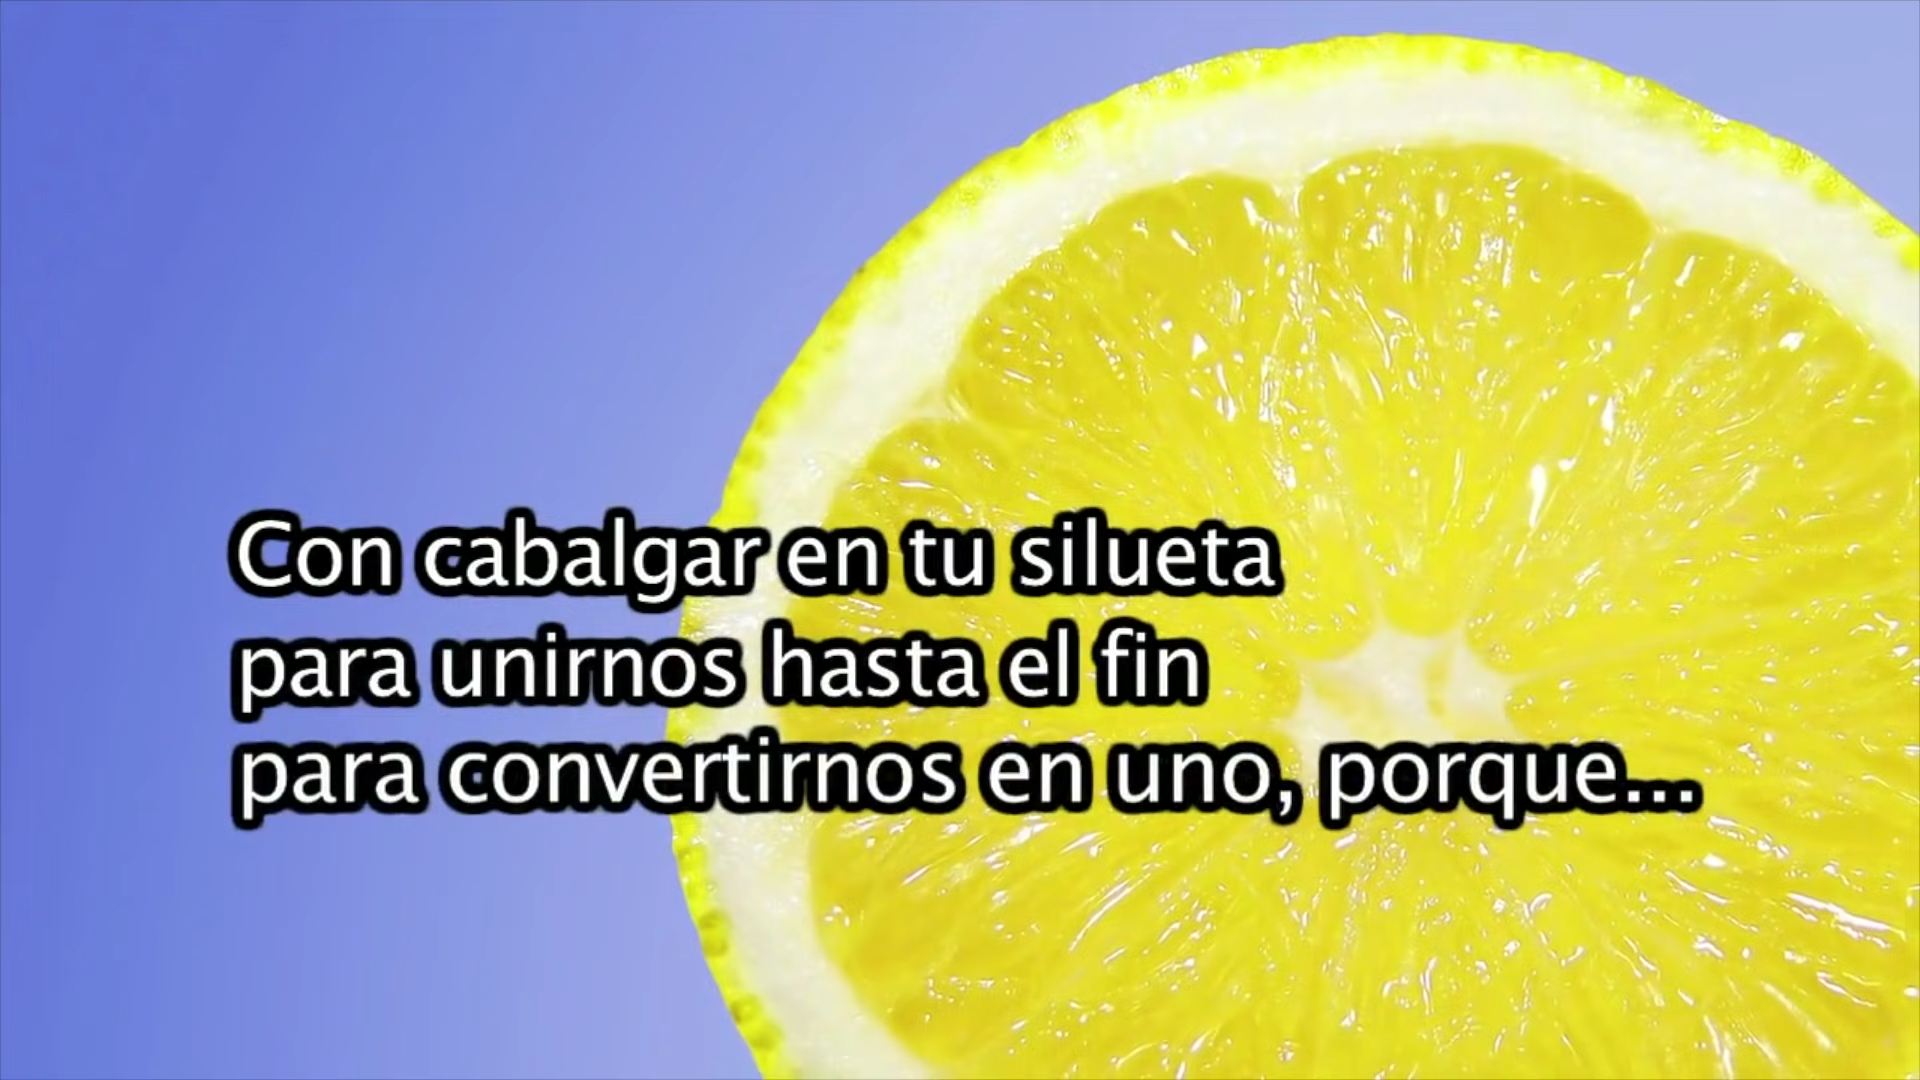 Con cabalgar en tu silueta
para unirnos hasta el fin
para convertirnos en uno, porque...